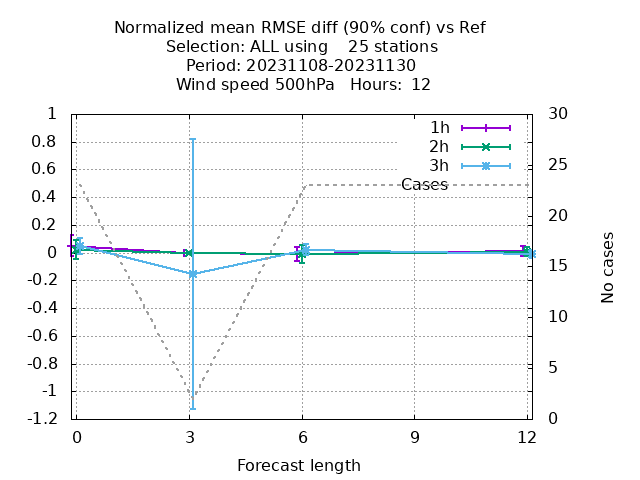 Normalized mean RMSE diff (90% conf) vs Ref
Selection: ALL using    25 stations
Period: 20231108-20231130
Wind speed 500hPa   Hours:  12
1h
2h
3h
Cases
1
0.8
0.6
0.4
0.2
0
-0.2
-0.4
-0.6
-0.8
-1
-1.2
30
25
20
15
10
5
0
No cases
0
3
6
9
12
Forecast length